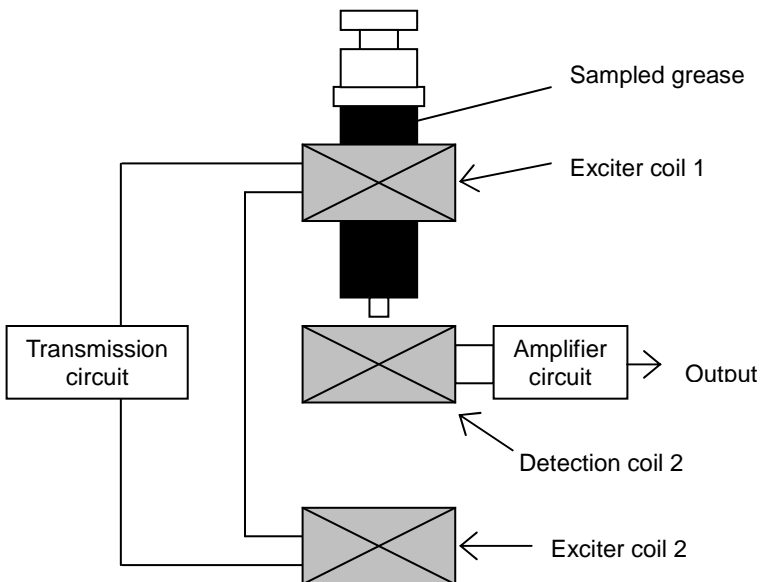 Sampled grease
Exciter coil 1
Transmission
circuit
Amplifier
circuit
Output
Detection coil 2
Exciter coil 2